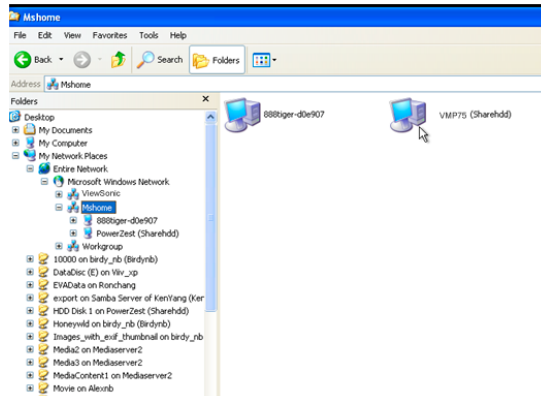 Mshome
File Edit View Favorites Tools Help
Back Search Folders
Address Mshome
Folders
Desktop
My Documents
My Computer
My Network Places
Entire Network
Microsoft Windows Network
ViewSonic
Mshome
888tiger-d0e907
PowerZest (Sharehdd)
Workgroup
10000 on birdy_nb (Birdynb)
DataDisc (E) on Viiv_xp
EVAData on Ronchang
export on Samba Server of KenYang (Ken
HDD Disk 1 on PowerZest (Sharehdd)
Honeywld on birdy_nb (Birdynb)
Images_with_exif_thumbnail on birdy_nb
Media2 on Mediaserver2
Media3 on Mediaserver2
MediaContent1 on Mediaserver2
Movie on Alexnb
888tiger-d0e907
VMP75 (Sharehdd)